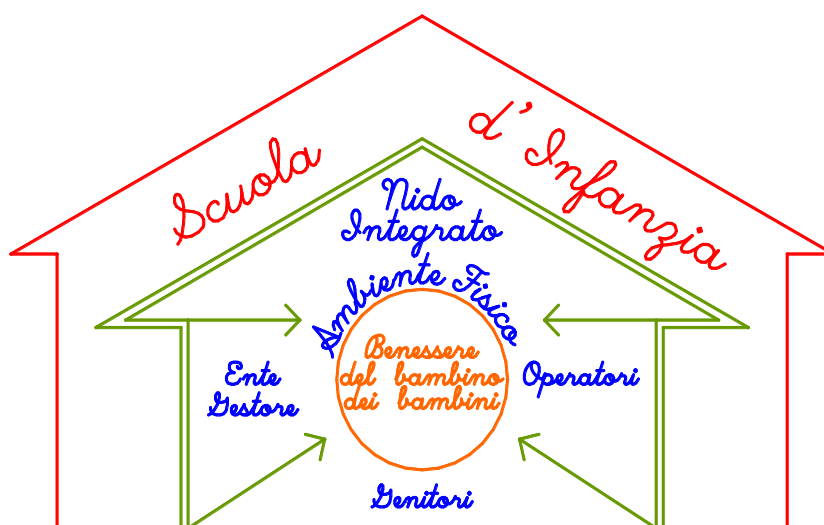 Scuola d' Infanzia
Nido
Integrato
Ambiente Fisico
Benessere
del bambino
dei bambini
Ente
Gestore
Operatori
Genitori